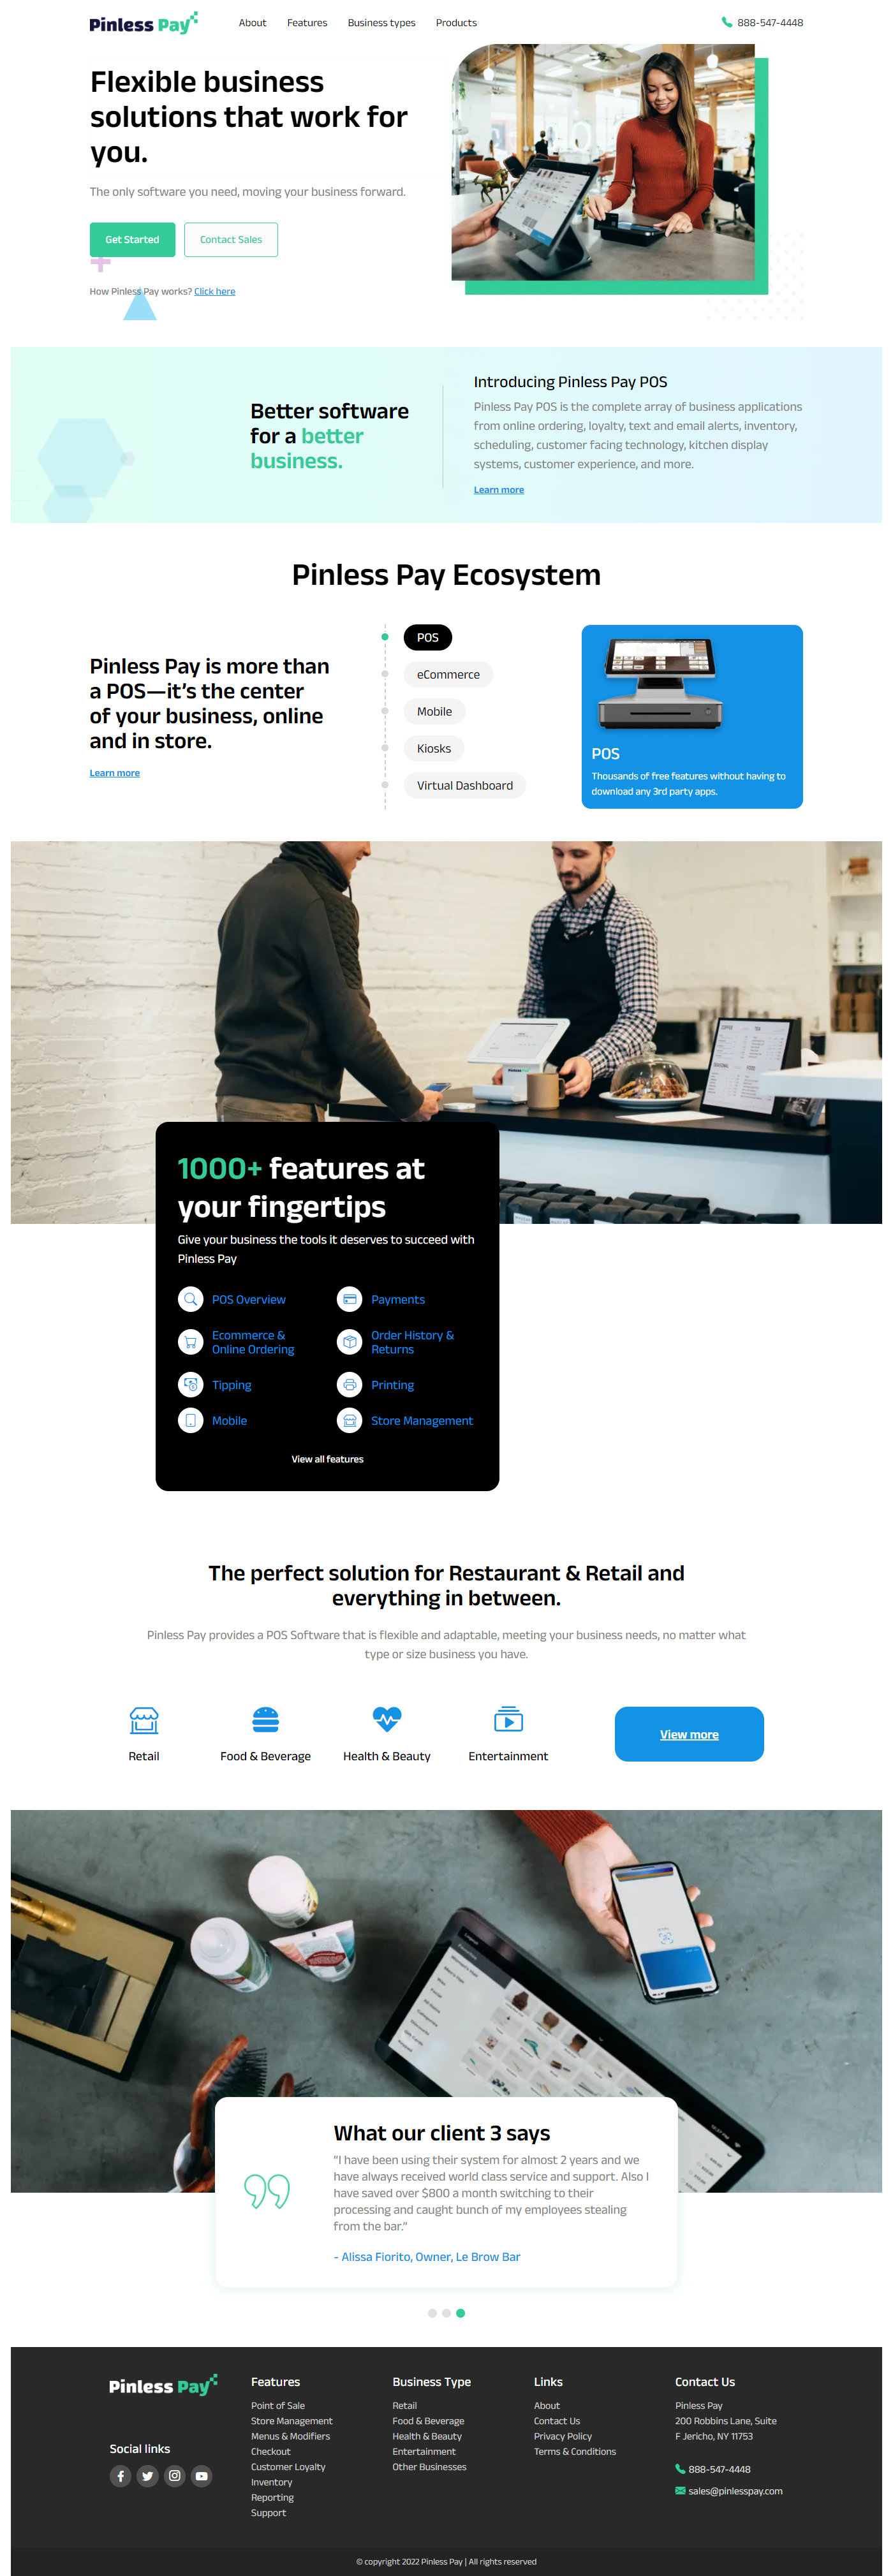 Pinless Pay
About
Features
Business types
Products
888-547-4448
Flexible business
solutions that work for
you.
The only software you need, moving your business forward.
Get Started
Contact Sales
How Pinless Pay works? Click here
Better software
for a better
business.
Introducing Pinless Pay POS
Pinless Pay POS is the complete array of business applications
from online ordering, loyalty, text and email alerts, inventory,
scheduling, customer facing technology, kitchen display
systems, customer experience, and more.
Learn more
Pinless Pay Ecosystem
Pinless Pay is more than
a POS—it's the center
of your business, online
and in store.
Learn more
POS
eCommerce
Mobile
Kiosks
Virtual Dashboard
POS
Thousands of free features without having to
download any 3rd party apps.
1000+ features at
your fingertips
Give your business the tools it deserves to succeed with
Pinless Pay
POS Overview
Payments
Ecommerce &
Online Ordering
Order History &
Returns
Tipping
Printing
Mobile
Store Management
View all features
The perfect solution for Restaurant & Retail and
everything in between.
Pinless Pay provides a POS Software that is flexible and adaptable, meeting your business needs, no matter what
type or size business you have.
Retail
Food & Beverage
Health & Beauty
Entertainment
View more
What our client 3 says
“I have been using their system for almost 2 years and we
have always received world class service and support. Also I
have saved over $800 a month switching to their
processing and caught bunch of my employees stealing
from the bar.”
- Alissa Fiorito, Owner, Le Brow Bar
Pinless Pay
Social links
Features
Point of Sale
Store Management
Menus & Modifiers
Checkout
Customer Loyalty
Inventory
Reporting
Support
Business Type
Retail
Food & Beverage
Health & Beauty
Entertainment
Other Businesses
Links
About
Contact Us
Privacy Policy
Terms & Conditions
Contact Us
Pinless Pay
200 Robbins Lane, Suite
F Jericho, NY 11753
888-547-4448
sales@pinlesspay.com
© copyright 2022 Pinless Pay | All rights reserved